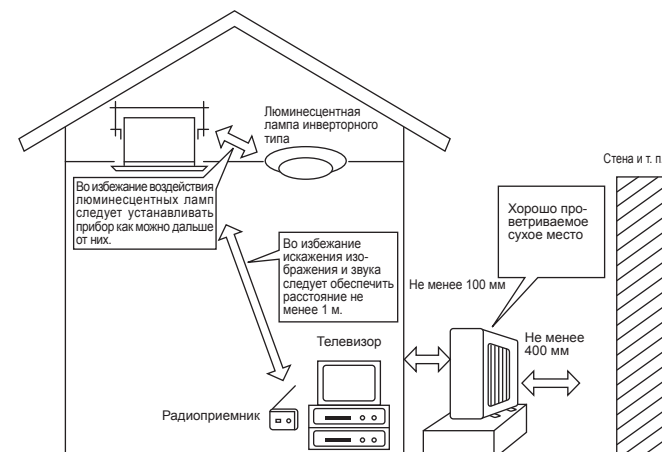 Люминесцентная
лампа инверторного
типа
Стена и т. п.
Во избежание воздействия
люминесцентных ламп
следует устанавливать
прибор как можно дальше
от них.
Хорошо про-
ветриваемое
сухое место
Во избежание
искажения изо-
бражения и звука
следует обеспечить
расстояние не
менее 1 м.
Не менее 100 мм
Телевизор
Не менее
400 мм
Радиоприемник